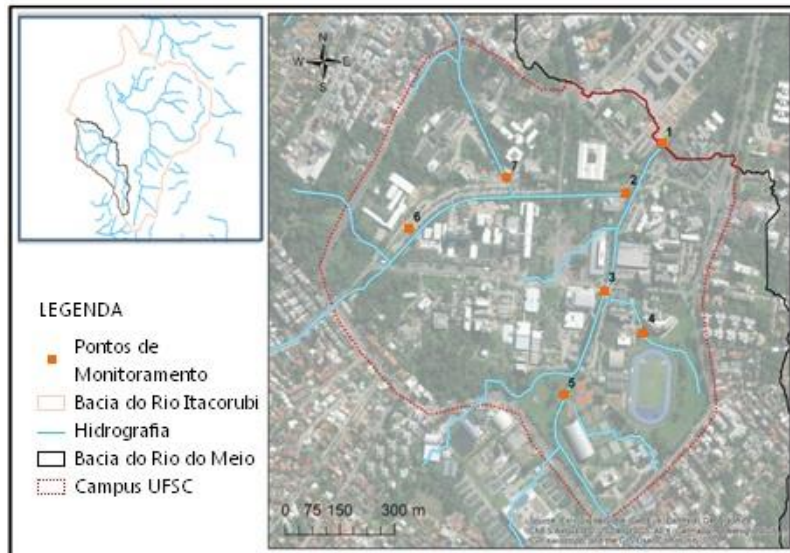 N
W E
S
1
2
7
6
3
4
5
LEGENDA
Pontos de
Monitoramento
Bacia do Rio Itacorubi
Hidrografia
Bacia do Rio do Meio
Campus UFSC
0 75 150 300 m